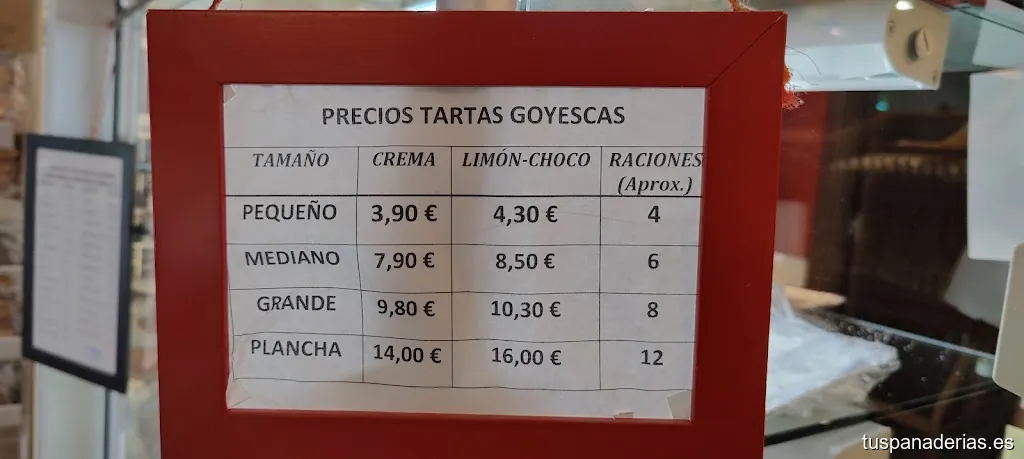 PRECIOS TARTAS GOYESCAS
TAMAÑO CREMA LIMÓN-CHOCO RACIONES
(Aprox.)
PEQUEÑO 3,90 € 4,30 € 4
MEDIANO 7,90 € 8,50 € 6
GRANDE 9,80 € 10,30 € 8
PLANCHA 14,00 € 16,00 € 12
tuspanaderias.es